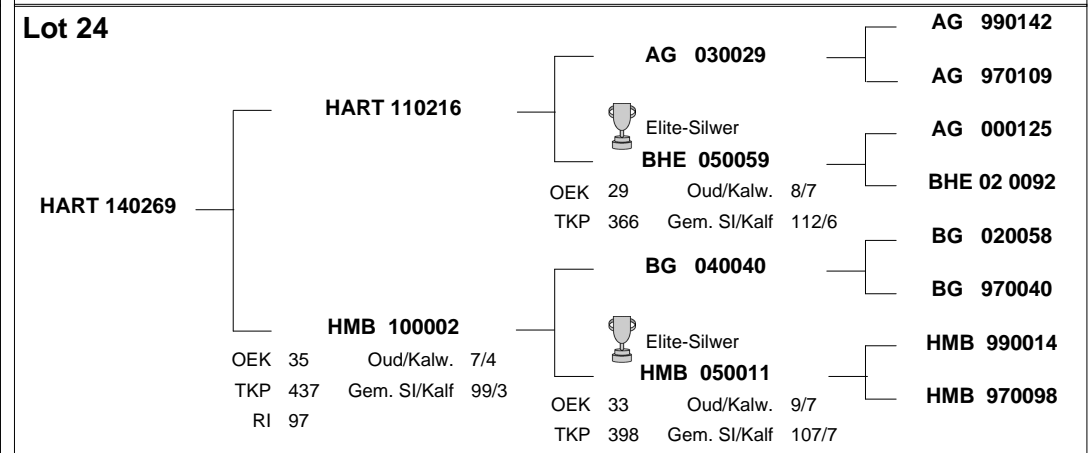 Lot 24
AG 990142
AG 030029
AG 970109
HART 110216
Elite-Silwer
AG 000125
BHE 050059
BHE 02 0092
OEK 29 Oud/Kalw. 8/7
HART 140269
TKP 366 Gem. SI/Kalf 112/6
BG 020058
BG 040040
BG 970040
HMB 100002
Elite-Silwer
HMB 990014
OEK 35 Oud/Kalw. 7/4
HMB 050011
TKP 437 Gem. SI/Kalf 99/3
HMB 970098
OEK 33 Oud/Kalw. 9/7
RI 97
TKP 398 Gem. SI/Kalf 107/7